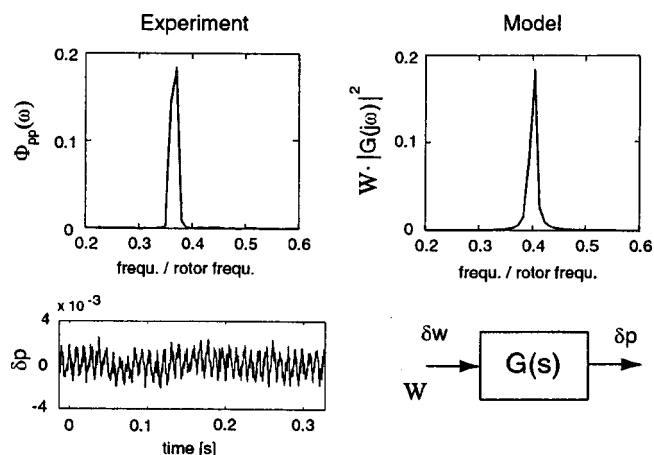 Experiment
Model
0.2
0.1
0
Φpp(ω)
0.2 0.3 0.4 0.5 0.6
frequ. / rotor frequ.
0.2
0.1
0
W· |G(jω)|²
0.2 0.3 0.4 0.5 0.6
frequ. / rotor frequ.
x 10⁻³
4
0
-4
δp
0 0.1 0.2 0.3
time [s]
δw
W
G(s)
δp